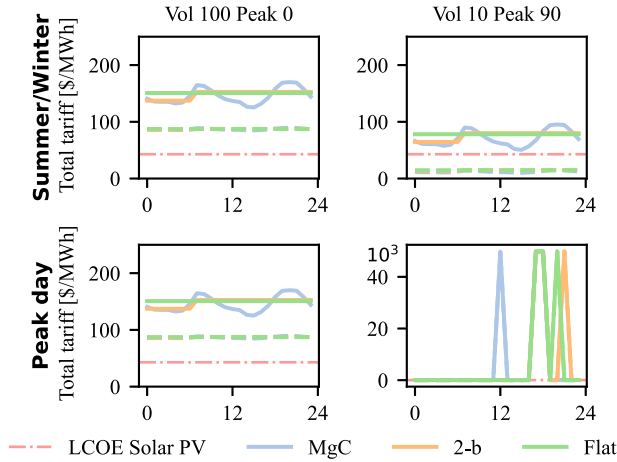 Vol 100 Peak 0
Vol 10 Peak 90
Summer/Winter
Total tariff [$/MWh]
200
100
0
0
12
24
200
100
0
0
12
24
Peak day
Total tariff [$/MWh]
200
100
0
0
12
24
10³
40
20
0
0
12
24
LCOE Solar PV
MgC
2-b
Flat